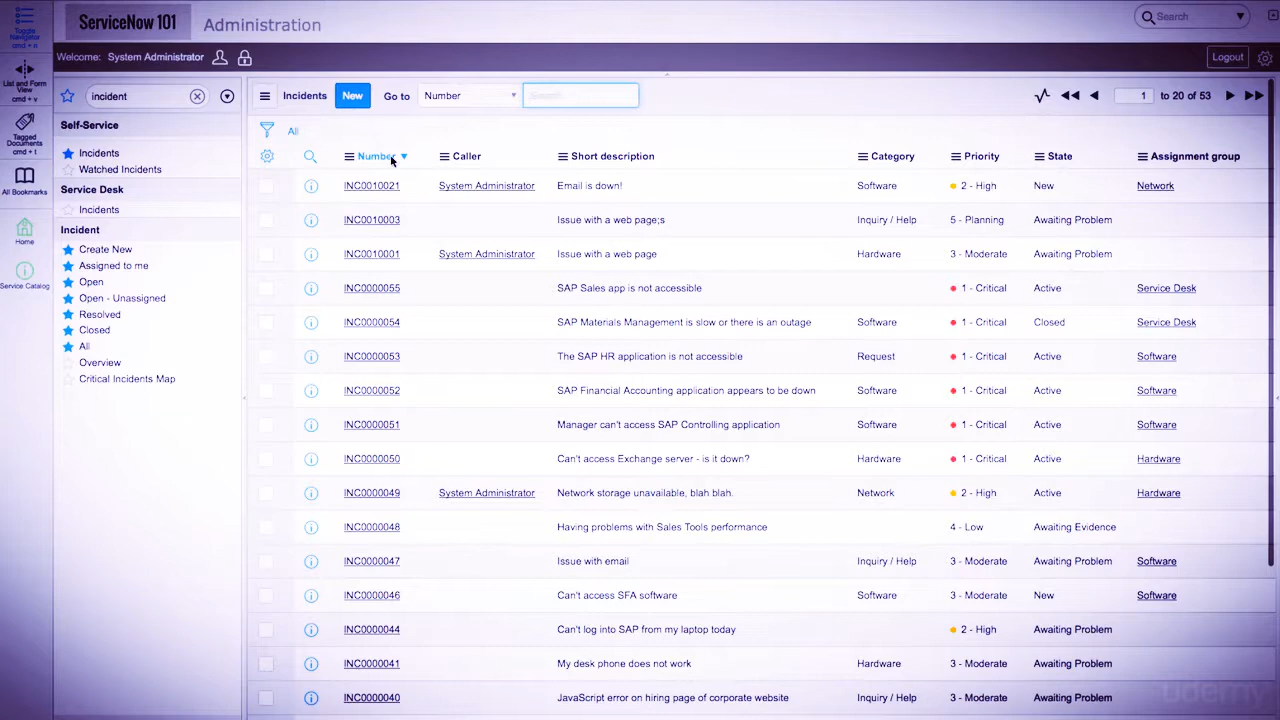 ServiceNow 101 Administration
Search
Toggle Navigator
cmd + n
Welcome: System Administrator
Logout
List and Form View
cmd + v
Tagged Documents
cmd + t
All Bookmarks
Home
Service Catalog
incident
Self-Service
Incidents
Watched Incidents
Service Desk
Incidents
Incident
Create New
Assigned to me
Open
Open - Unassigned
Resolved
Closed
All
Overview
Critical Incidents Map
Incidents New Go to Number Search 1 to 20 of 53
All
Number Caller Short description Category Priority State Assignment group
INC0010021 System Administrator Email is down! Software 2 - High New Network
INC0010003 Issue with a web page;s Inquiry / Help 5 - Planning Awaiting Problem
INC0010001 System Administrator Issue with a web page Hardware 3 - Moderate Awaiting Problem
INC0000055 SAP Sales app is not accessible 1 - Critical Active Service Desk
INC0000054 SAP Materials Management is slow or there is an outage Software 1 - Critical Closed Service Desk
INC0000053 The SAP HR application is not accessible Request 1 - Critical Active Software
INC0000052 SAP Financial Accounting application appears to be down Software 1 - Critical Active Software
INC0000051 Manager can't access SAP Controlling application Software 1 - Critical Active Software
INC0000050 Can't access Exchange server - is it down? Hardware 1 - Critical Active Hardware
INC0000049 System Administrator Network storage unavailable, blah blah. Network 2 - High Active Hardware
INC0000048 Having problems with Sales Tools performance 4 - Low Awaiting Evidence
INC0000047 Issue with email Inquiry / Help 3 - Moderate Awaiting Problem Software
INC0000046 Can't access SFA software Software 3 - Moderate New Software
INC0000044 Can't log into SAP from my laptop today 2 - High Awaiting Problem
INC0000041 My desk phone does not work Hardware 3 - Moderate Awaiting Problem
INC0000040 JavaScript error on hiring page of corporate website Inquiry / Help 3 - Moderate Awaiting Problem
udemy